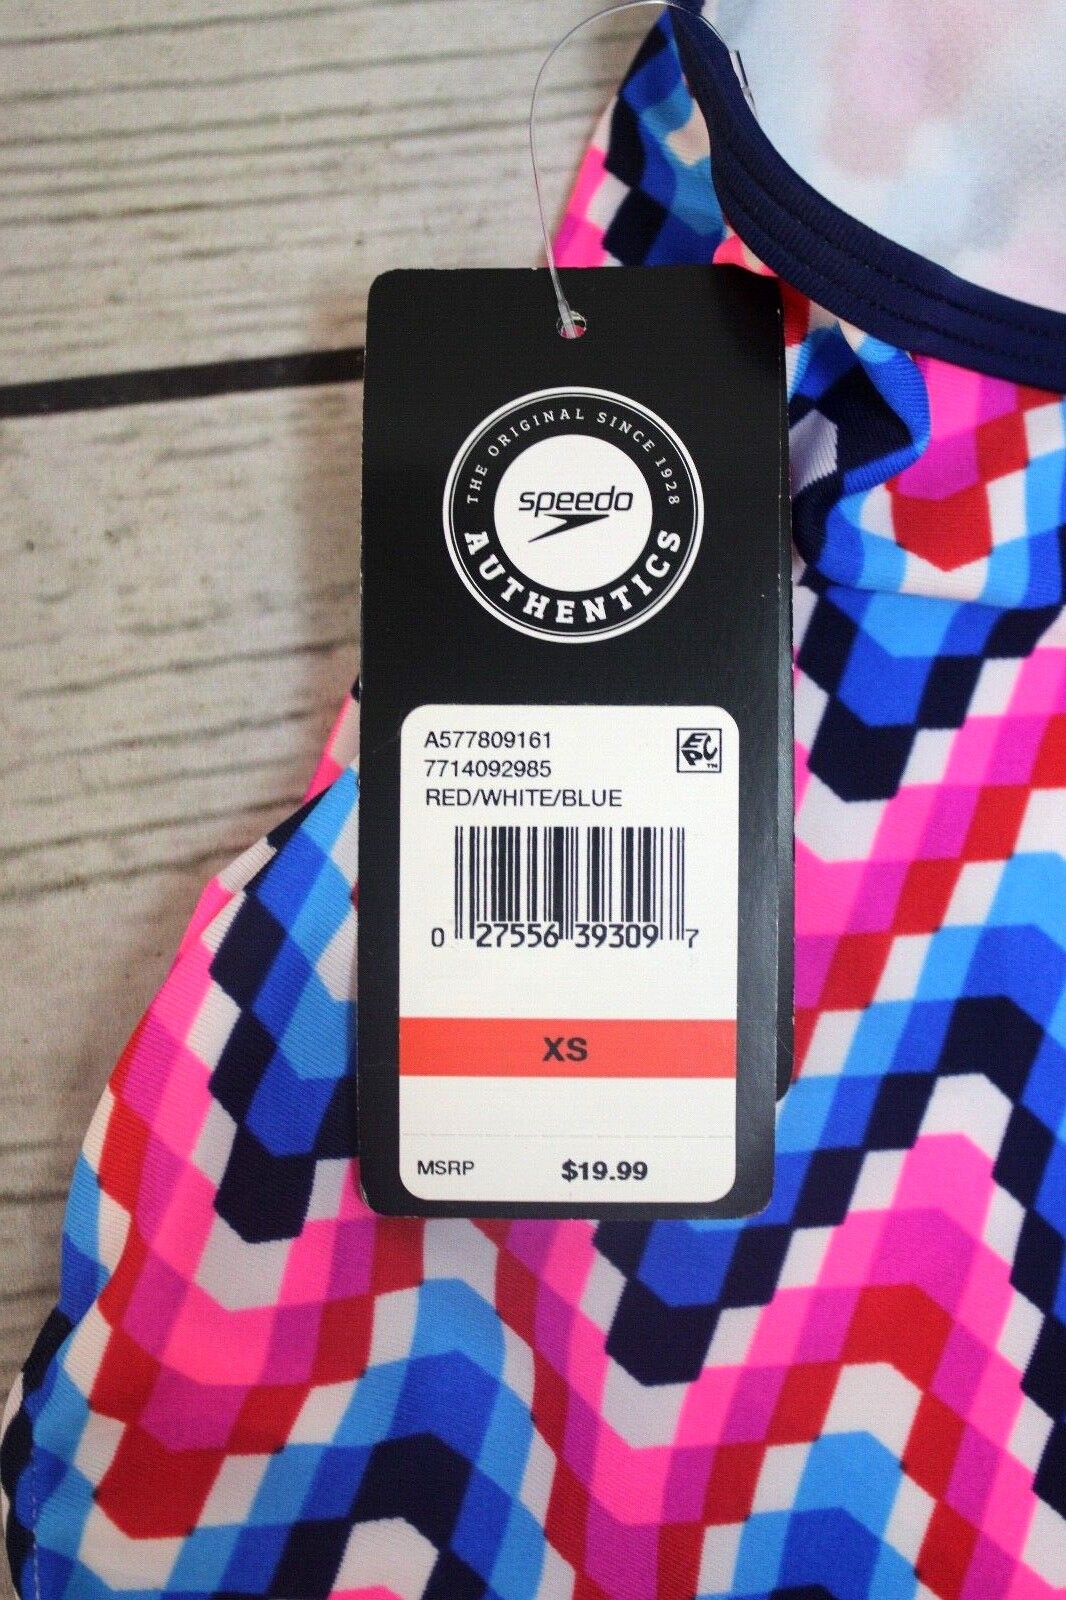 THE ORIGINAL SINCE 1928
speedo
AUTHENTICS
A577809161
7714092985
RED/WHITE/BLUE
EPC™
0 27556 39309 7
XS
MSRP $19.99